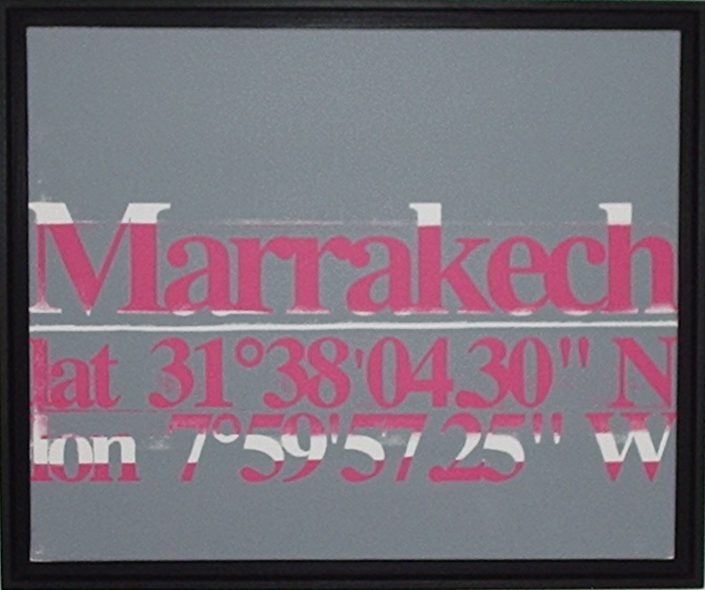 Marrakech
lat 31°38'04.30" N
lon 7°59'57.25" W